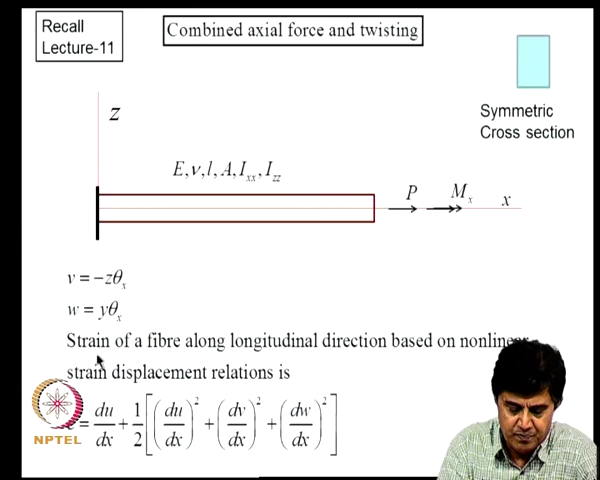 Recall
Lecture-11
Combined axial force and twisting
Symmetric
Cross section
z
E, ν, l, A, I_xx, I_zz
P M_x x
v = −zθ_x
w = yθ_x
Strain of a fibre along longitudinal direction based on nonlinear
strain displacement relations is
= du/dx + 1/2 [ (du/dx)^2 + (dv/dx)^2 + (dw/dx)^2 ]
NPTEL